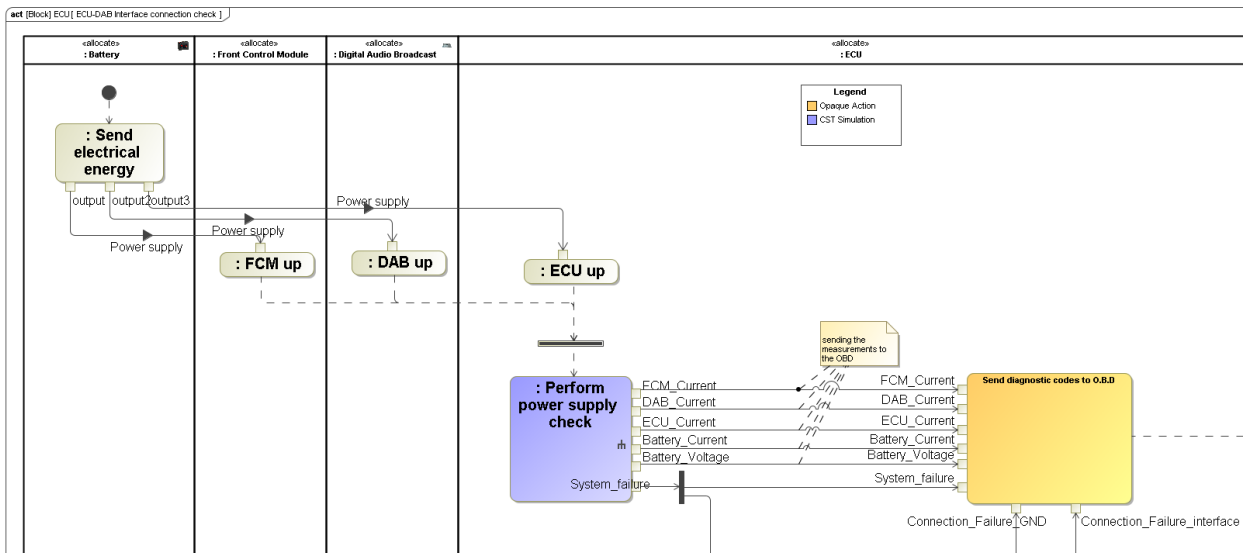 act [Block] ECU[ ECU-DAB Interface connection check ]
«allocate»
: Battery
«allocate»
: Front Control Module
«allocate»
: Digital Audio Broadcast
«allocate»
: ECU
Legend
Opaque Action
CST Simulation
: Send
electrical
energy
output
output2
output3
Power supply
Power supply
Power supply
: FCM up
: DAB up
: ECU up
sending the
measurements to
the OBD
: Perform
power supply
check
FCM_Current
DAB_Current
ECU_Current
Battery_Current
Battery_Voltage
System_failure
FCM_Current
DAB_Current
ECU_Current
Battery_Current
Battery_Voltage
System_failure
Send diagnostic codes to O.B.D
Connection_Failure_GND
Connection_Failure_interface